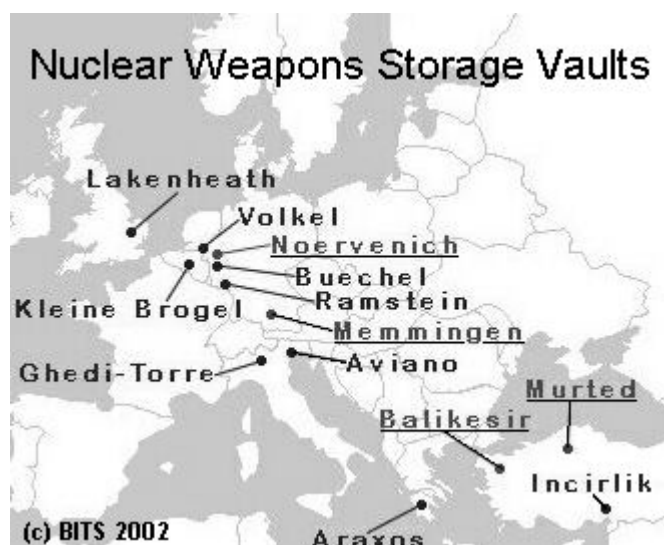 Nuclear Weapons Storage Vaults
Lakenheath
Volkel
Noervenich
Buechel
Kleine Brogel
Ramstein
Memmingen
Ghedi-Torre
Aviano
Murted
Balikesir
Incirlik
(c) BITS 2002
Araxos